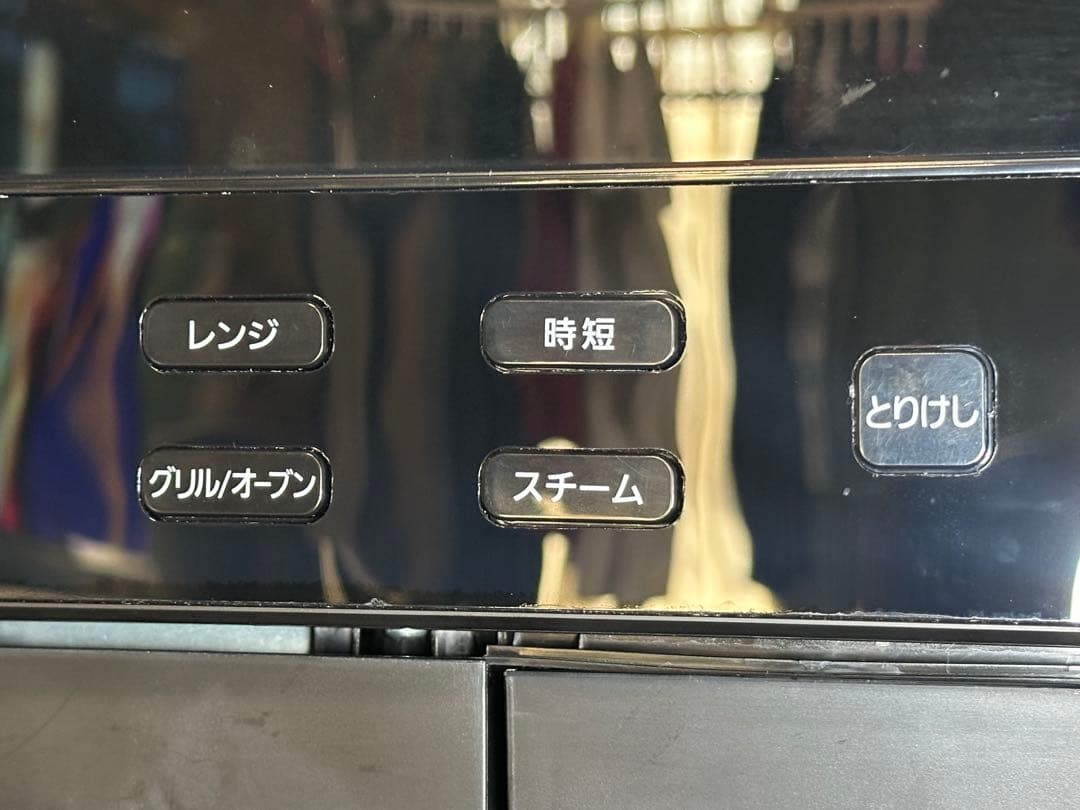 レンジ
時短
とりけし
グリル/オーブン
スチーム